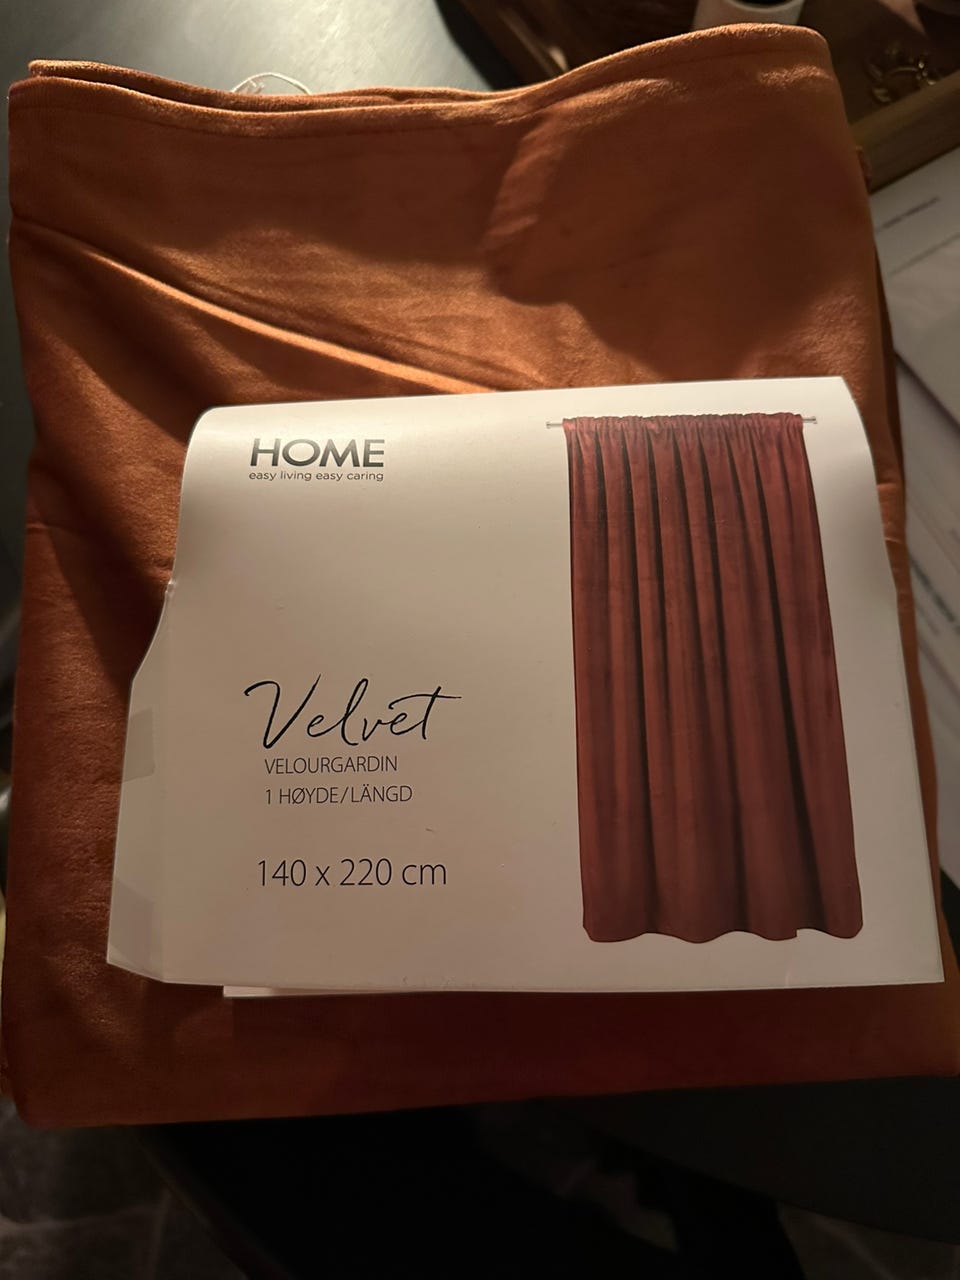 HOME
easy living easy caring
Velvet
VELOURGARDIN
1 HØYDE/LÄNGD
140 x 220 cm